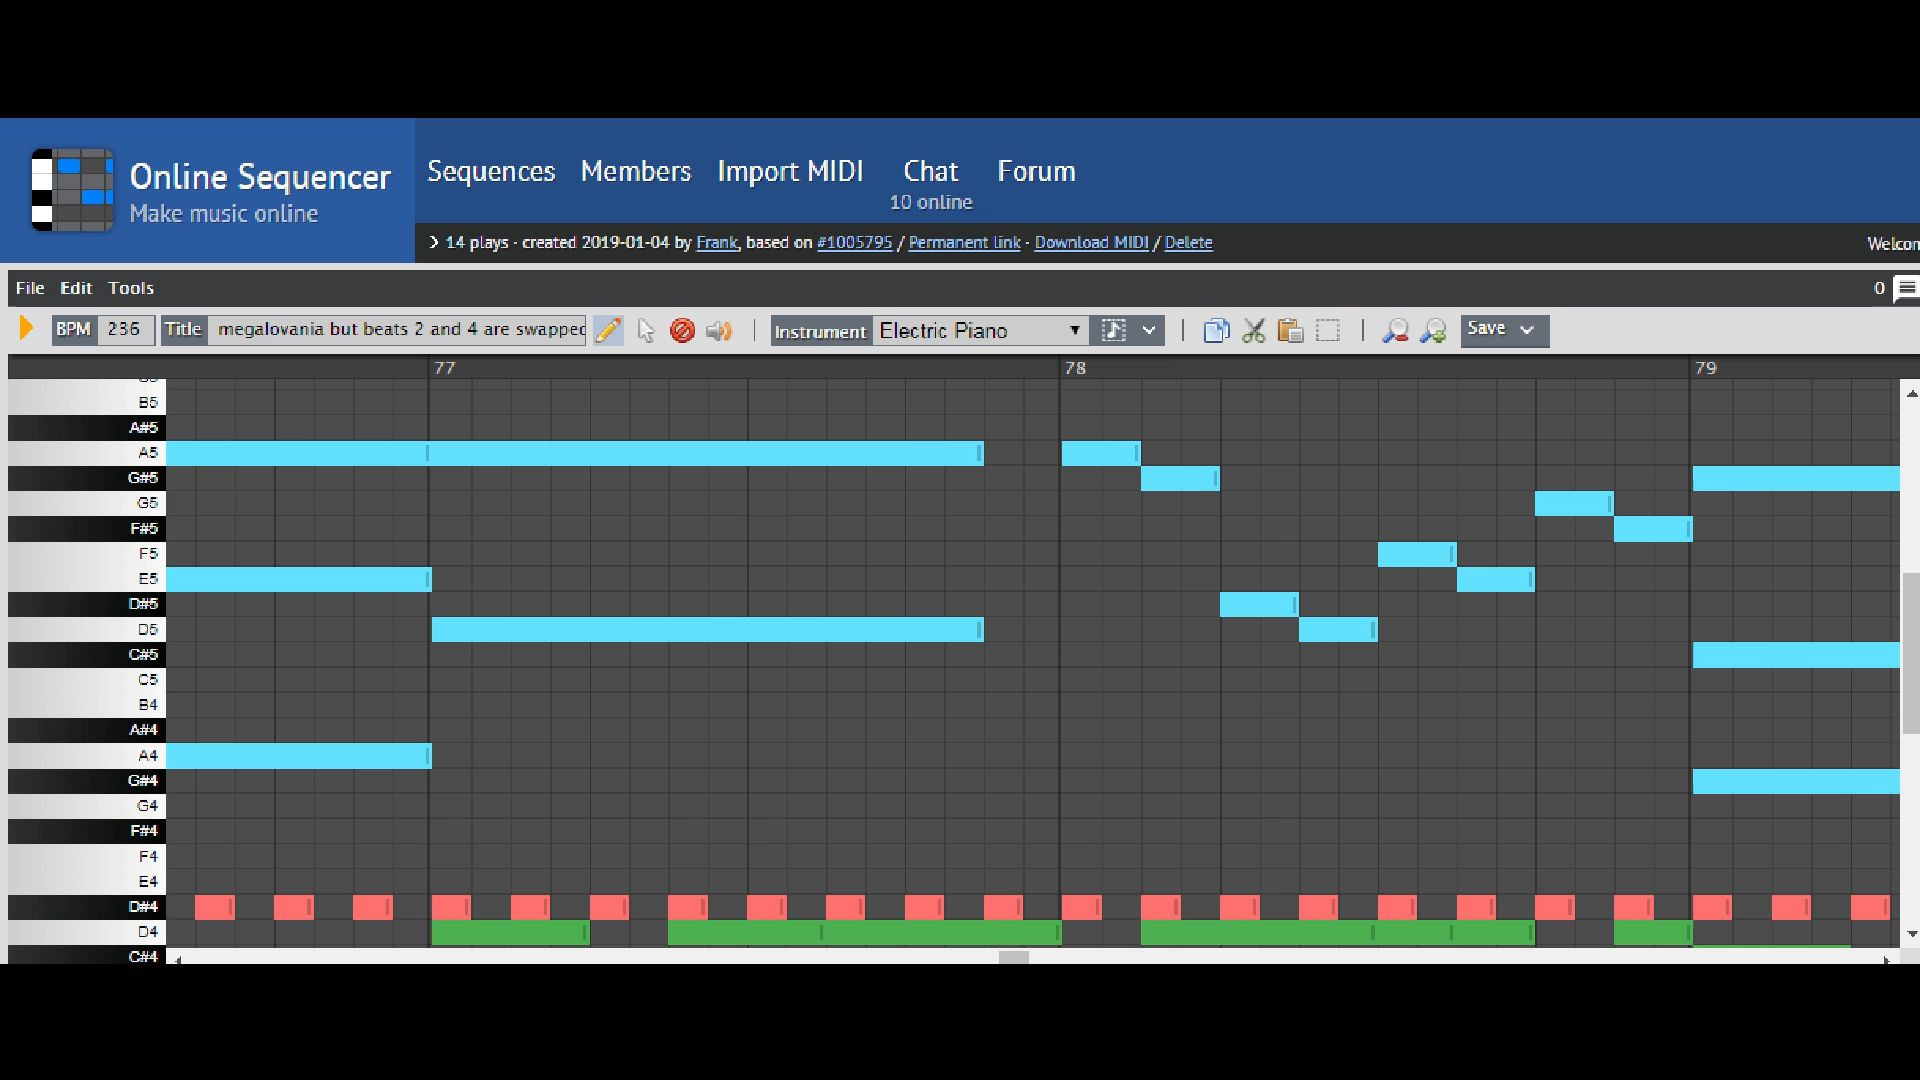 Online Sequencer
Make music online
Sequences Members Import MIDI Chat Forum
10 online
14 plays · created 2019-01-04 by Frank, based on #1005795 / Permanent link · Download MIDI / Delete
Welcom
File Edit Tools
0
BPM 236 Title megalovania but beats 2 and 4 are swapped Instrument Electric Piano Save
77 78 79
B5
A#5
A5
G#5
G5
F#5
F5
E5
D#5
D5
C#5
C5
B4
A#4
A4
G#4
G4
F#4
F4
E4
D#4
D4
C#4